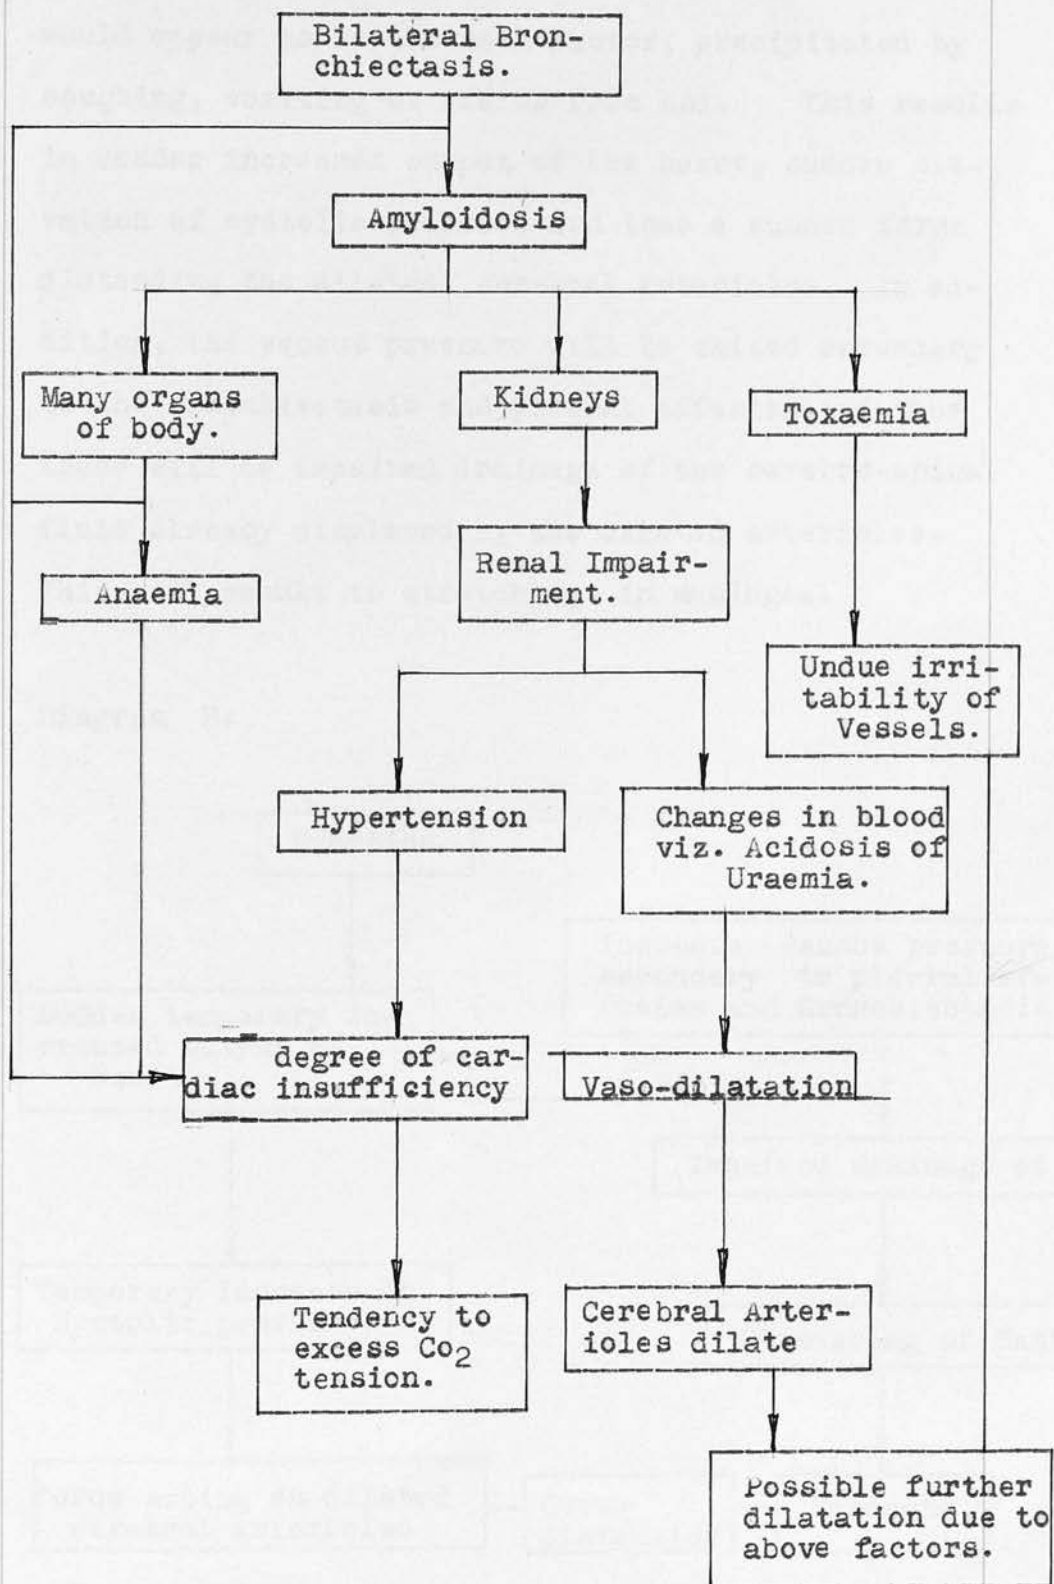 Bilateral Bron-
chiectasis.
Amyloidosis
Many organs
of body.
Kidneys
Toxaemia
Anaemia
Renal Impair-
ment.
Undue irri-
tability of
Vessels.
Hypertension
Changes in blood
viz. Acidosis of
Uraemia.
degree of car-
diac insufficiency
Vaso-dilatation
Tendency to
excess Co2
tension.
Cerebral Arter-
ioles dilate
Possible further
dilatation due to
above factors.